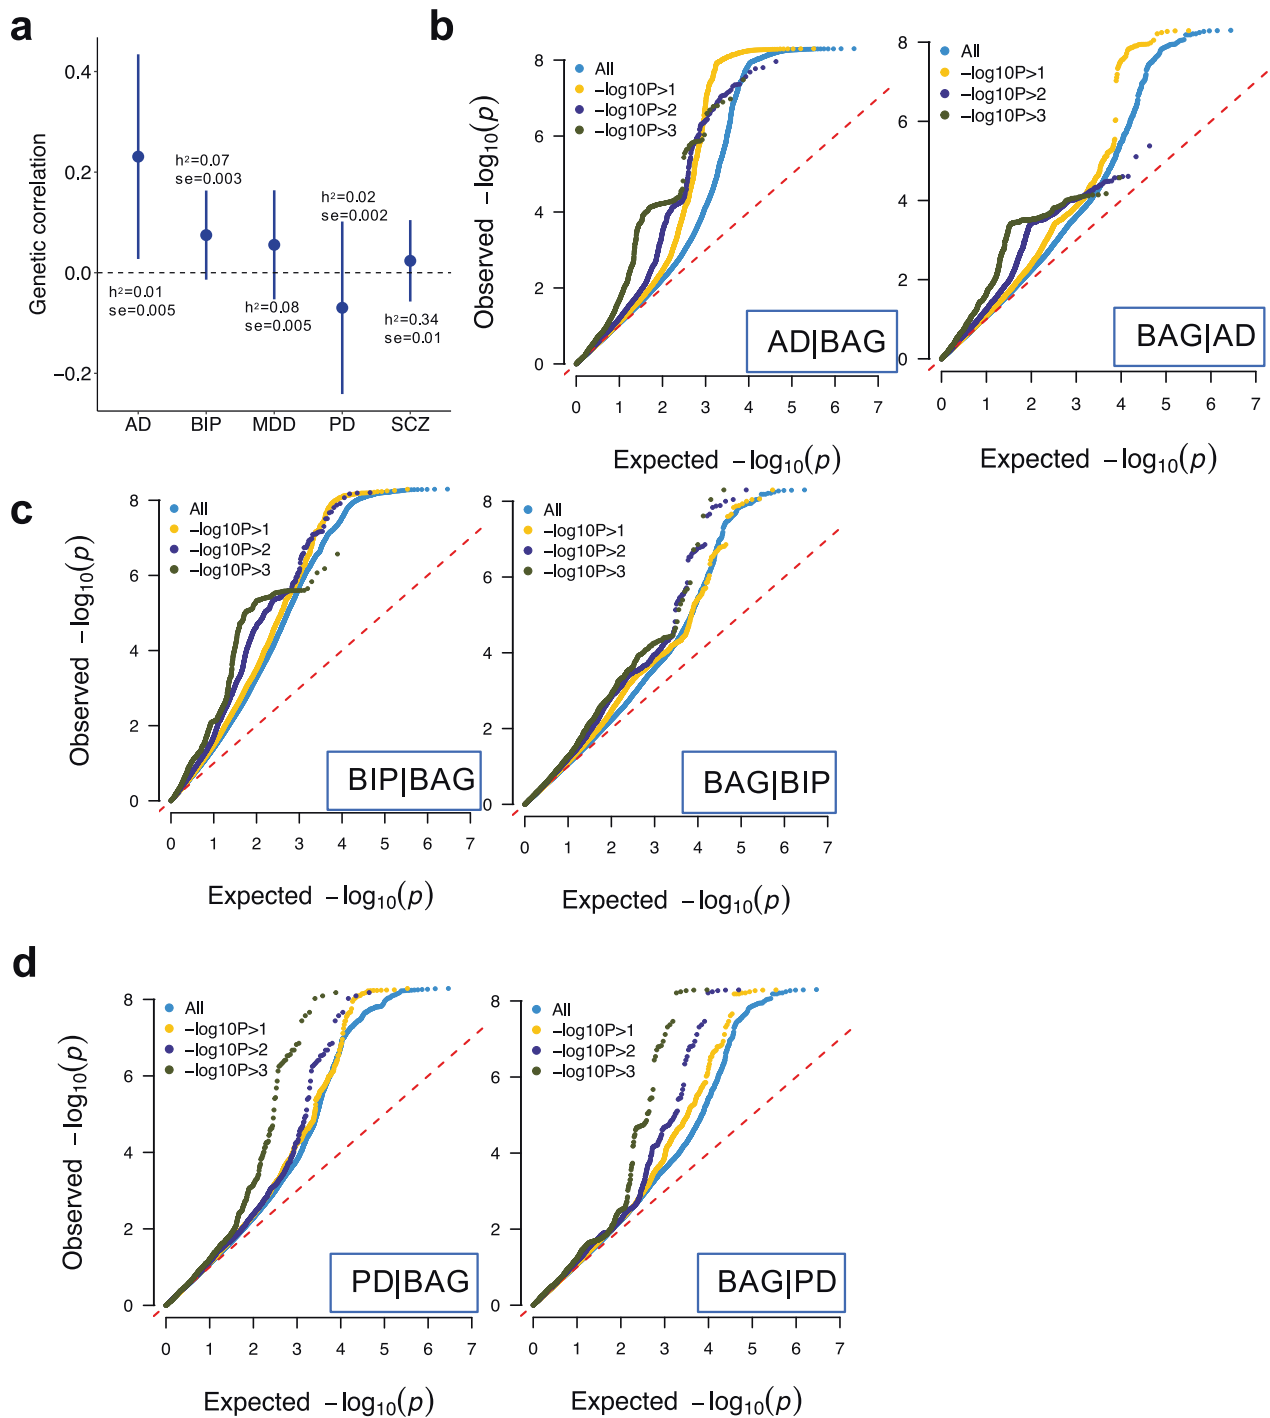 a
Genetic correlation
0.4
0.2
0.0
−0.2
h²=0.07
se=0.003
h²=0.02
se=0.002
h²=0.01
se=0.005
h²=0.08
se=0.005
h²=0.34
se=0.01
AD BIP MDD PD SCZ
b
Observed −log₁₀(p)
8
6
4
2
0
All
−log10P>1
−log10P>2
−log10P>3
AD|BAG
0 1 2 3 4 5 6 7
Expected −log₁₀(p)
8
6
4
2
0
All
−log10P>1
−log10P>2
−log10P>3
BAG|AD
0 1 2 3 4 5 6 7
Expected −log₁₀(p)
c
Observed −log₁₀(p)
8
6
4
2
0
All
−log10P>1
−log10P>2
−log10P>3
BIP|BAG
0 1 2 3 4 5 6 7
Expected −log₁₀(p)
8
6
4
2
0
All
−log10P>1
−log10P>2
−log10P>3
BAG|BIP
0 1 2 3 4 5 6 7
Expected −log₁₀(p)
d
Observed −log₁₀(p)
8
6
4
2
0
All
−log10P>1
−log10P>2
−log10P>3
PD|BAG
0 1 2 3 4 5 6 7
Expected −log₁₀(p)
8
6
4
2
0
All
−log10P>1
−log10P>2
−log10P>3
BAG|PD
0 1 2 3 4 5 6 7
Expected −log₁₀(p)